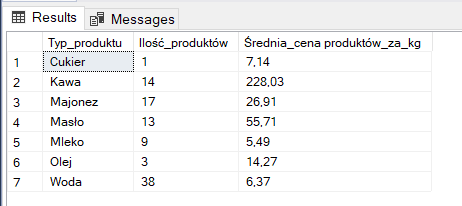 Results Messages
Typ_produktu Ilość_produktów Średnia_cena produktów_za_kg
1 Cukier 1 7,14
2 Kawa 14 228,03
3 Majonez 17 26,91
4 Masło 13 55,71
5 Mleko 9 5,49
6 Olej 3 14,27
7 Woda 38 6,37